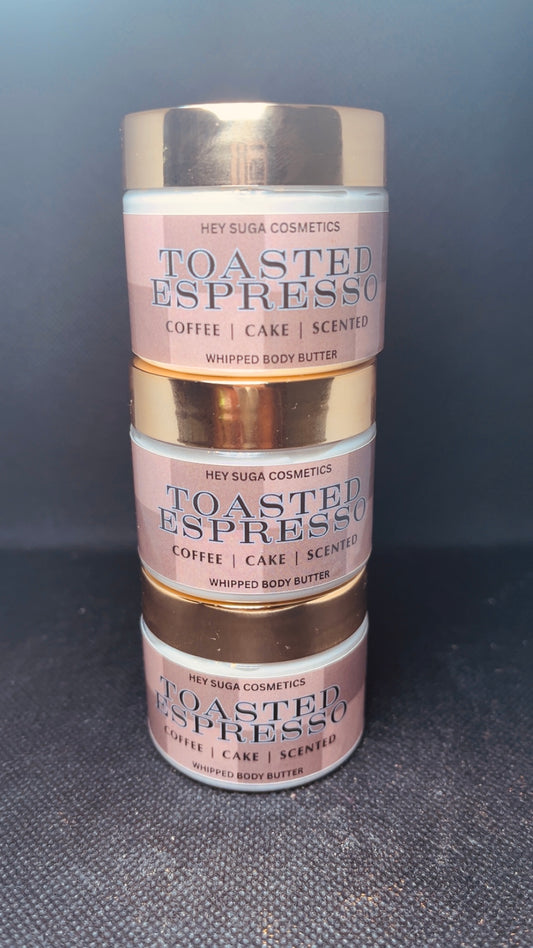 HEY SUGA COSMETICS
TOASTED
ESPRESSO
COFFEE | CAKE | SCENTED
WHIPPED BODY BUTTER
HEY SUGA COSMETICS
TOASTED
ESPRESSO
COFFEE | CAKE | SCENTED
WHIPPED BODY BUTTER
HEY SUGA COSMETICS
TOASTED
ESPRESSO
COFFEE | CAKE | SCENTED
WHIPPED BODY BUTTER